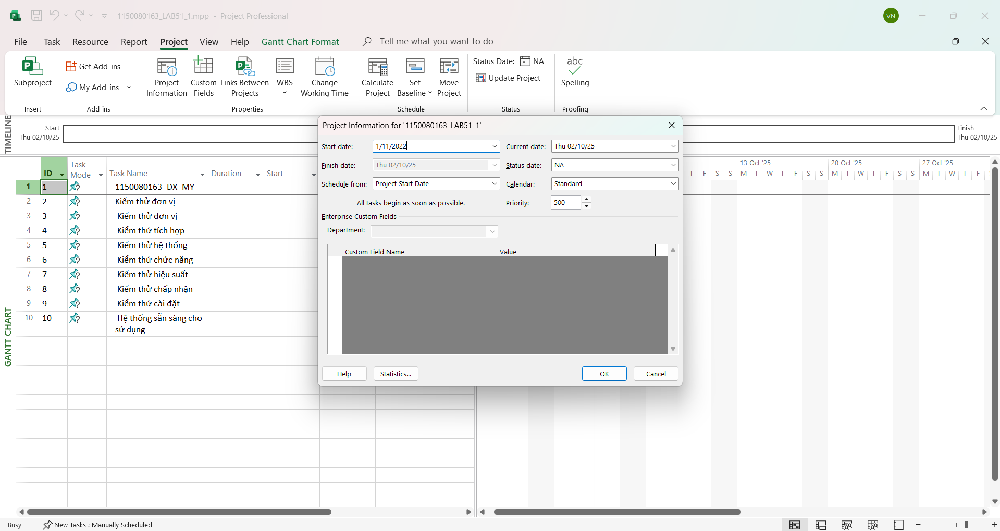 1150080163_LAB51_1.mpp - Project Professional
VN
File Task Resource Report Project View Help Gantt Chart Format Tell me what you want to do
Subproject
Insert
Get Add-ins
My Add-ins
Add-ins
Project Information
Custom Fields
Links Between Projects
WBS
Change Working Time
Properties
Calculate Project
Set Baseline
Move Project
Schedule
Status Date: NA
Update Project
Status
abc
Spelling
Proofing
TIMELINE
Start
Thu 02/10/25
Finish
Thu 02/10/25
Project Information for '1150080163_LAB51_1'
Start date: 1/11/2022 Current date: Thu 02/10/25
Finish date: Thu 02/10/25 Status date: NA
Schedule from: Project Start Date Calendar: Standard
All tasks begin as soon as possible. Priority: 500
Enterprise Custom Fields
Department:
Custom Field Name Value
Help Statistics... OK Cancel
GANTT CHART
ID Task Mode Task Name Duration Start
1 1 1150080163_DX_MY
2 2 Kiểm thử đơn vị
3 3 Kiểm thử đơn vị
4 4 Kiểm thử tích hợp
5 5 Kiểm thử hệ thống
6 6 Kiểm thử chức năng
7 7 Kiểm thử hiệu suất
8 8 Kiểm thử chấp nhận
9 9 Kiểm thử cài đặt
10 10 Hệ thống sẵn sàng cho
sử dụng
13 Oct '25 20 Oct '25 27 Oct '25
T F S S M T W T F S S M T W T F S S M T W T F
Busy New Tasks : Manually Scheduled